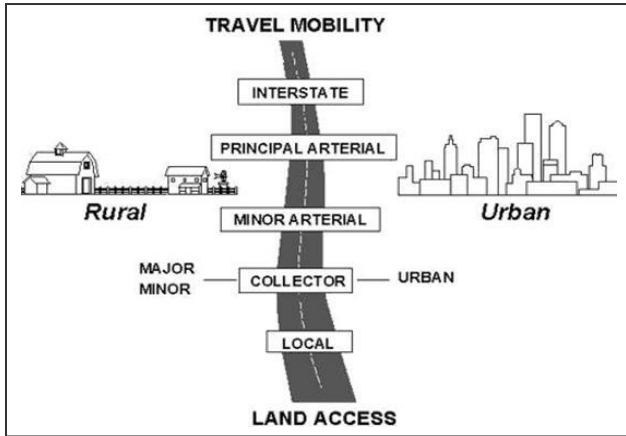 TRAVEL MOBILITY
INTERSTATE
PRINCIPAL ARTERIAL
Rural
Urban
MINOR ARTERIAL
MAJOR
MINOR
COLLECTOR
URBAN
LOCAL
LAND ACCESS